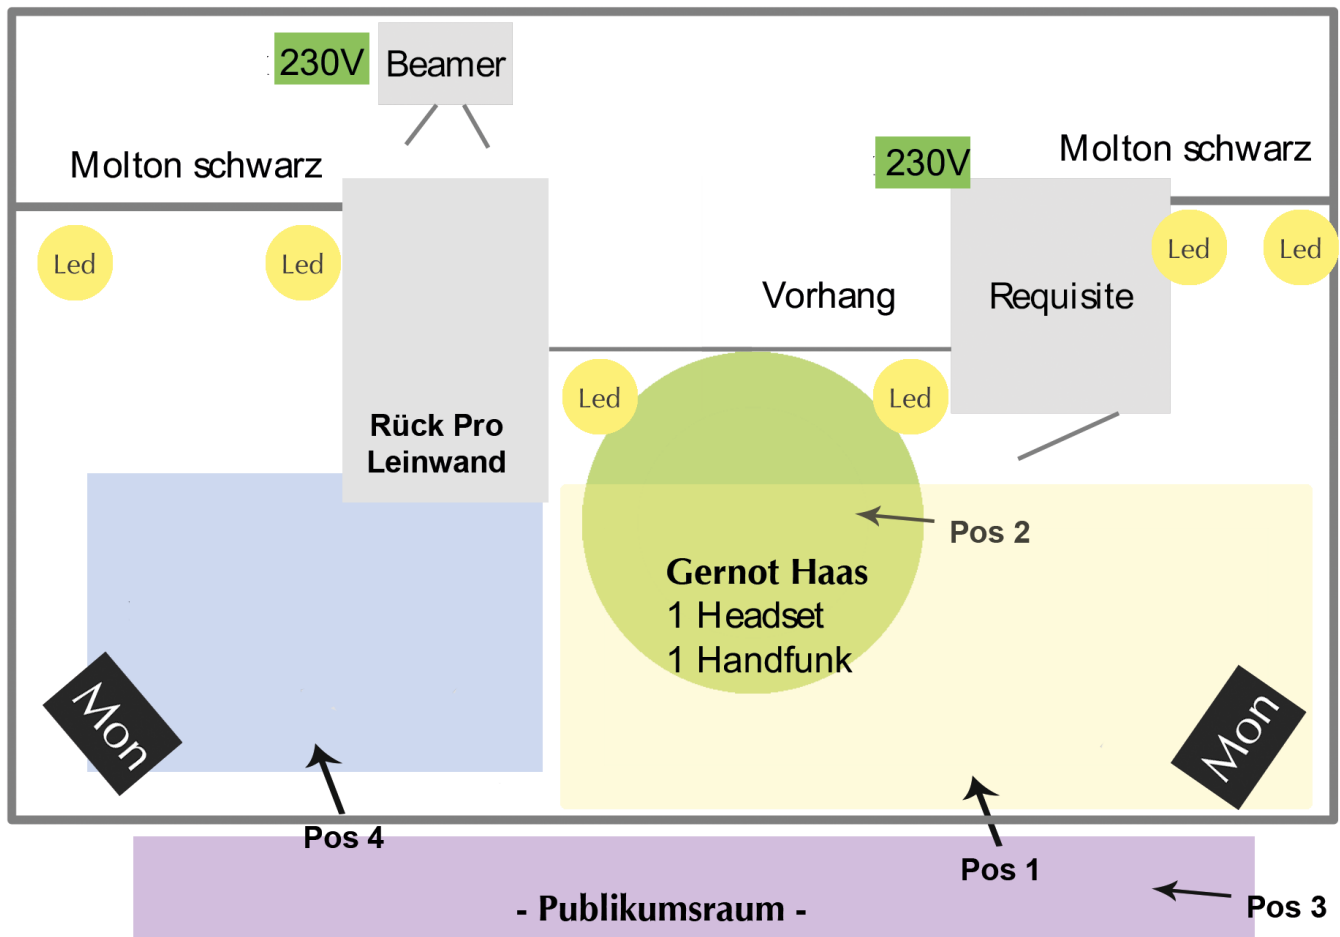 230V
Beamer
Molton schwarz
230V
Molton schwarz
Led
Led
Led
Led
Vorhang
Requisite
Led
Led
Rück Pro
Leinwand
Pos 2
Gernot Haas
1 Headset
1 Handfunk
Mon
Mon
Pos 4
Pos 1
- Publikumsraum -
Pos 3